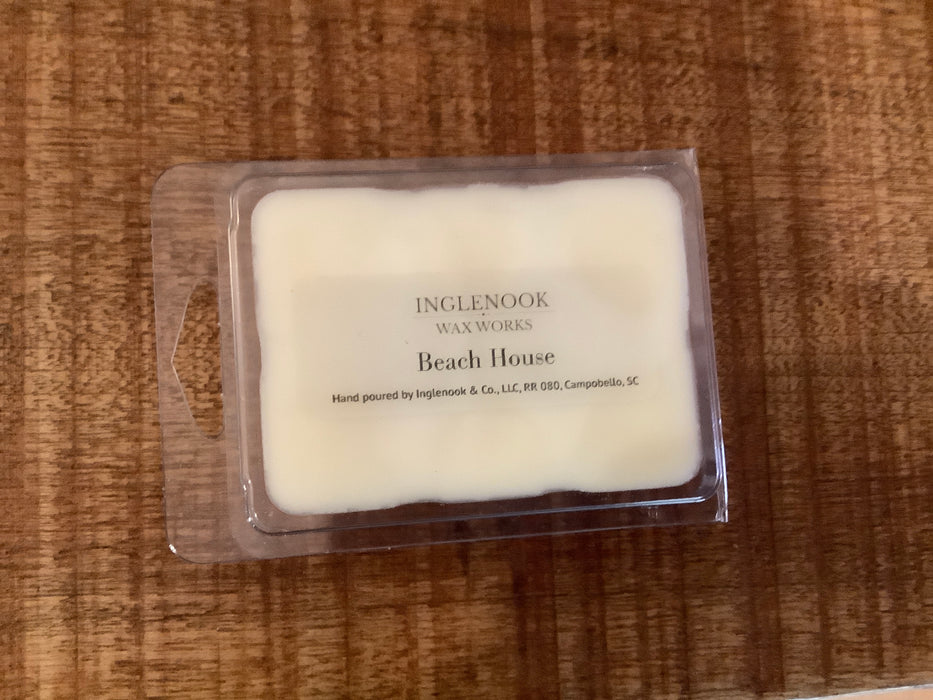 INGLENOOK
WAX WORKS
Beach House
Hand poured by Inglenook & Co., LLC, RR 080, Campobello, SC